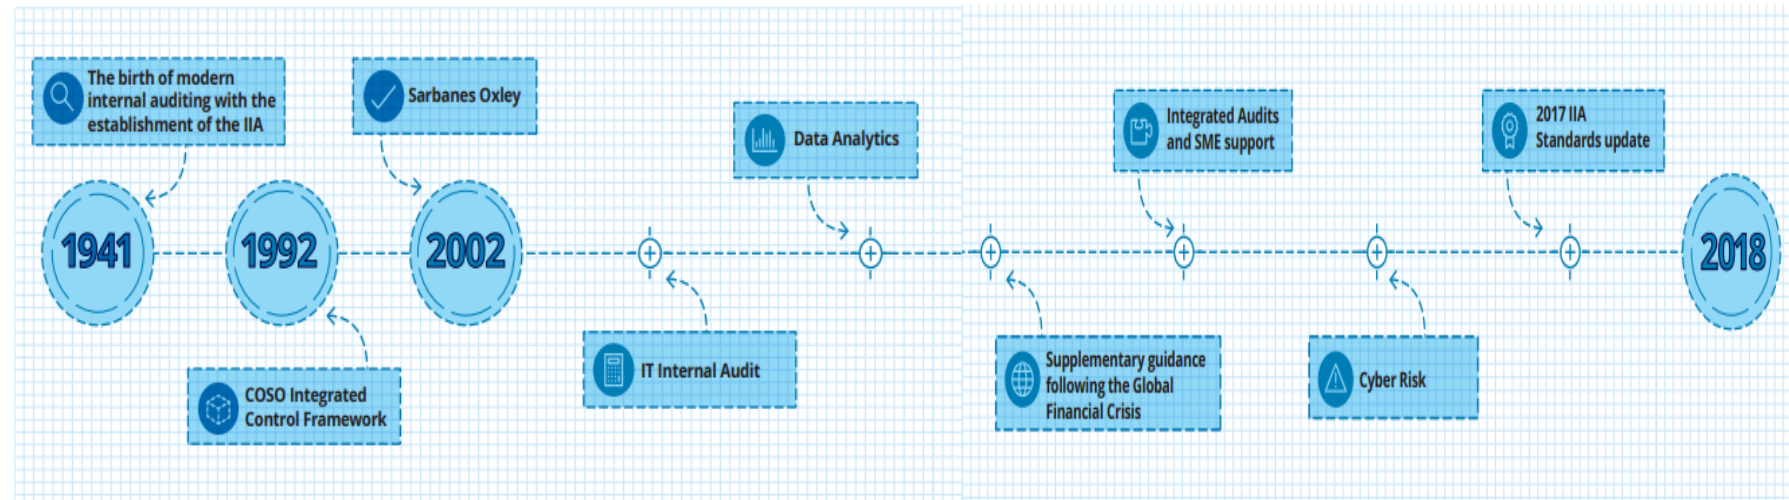 The birth of modern
internal auditing with the
establishment of the IIA
Sarbanes Oxley
Data Analytics
Integrated Audits
and SME support
2017 IIA
Standards update
1941
1992
2002
2018
COSO Integrated
Control Framework
IT Internal Audit
Supplementary guidance
following the Global
Financial Crisis
Cyber Risk